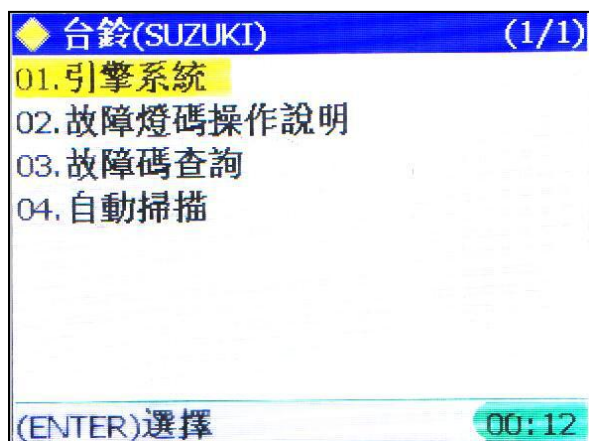 台鈴(SUZUKI) (1/1)
01.引擎系統
02.故障燈碼操作說明
03.故障碼查詢
04.自動掃描
(ENTER)選擇 00:12